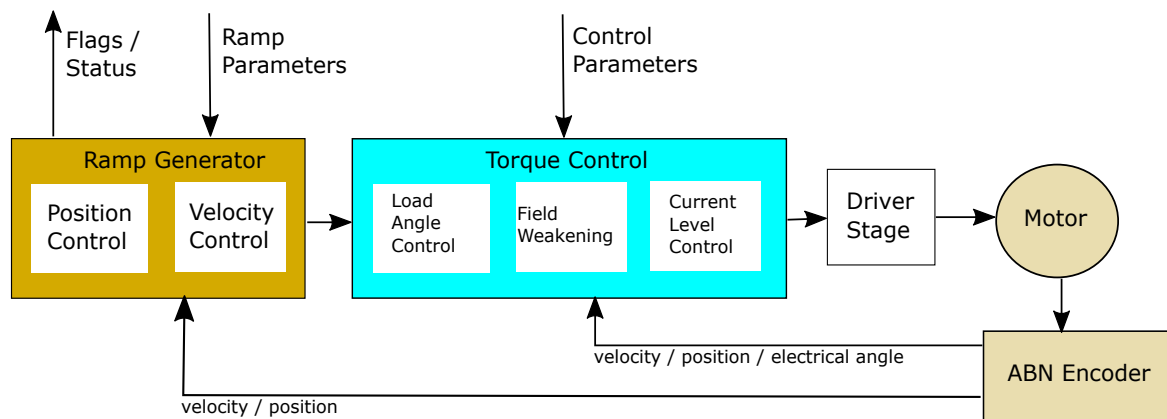 Flags /
Status
Ramp
Parameters
Control
Parameters
Ramp Generator
Position
Control
Velocity
Control
Torque Control
Load
Angle
Control
Field
Weakening
Current
Level
Control
Driver
Stage
Motor
velocity / position / electrical angle
ABN Encoder
velocity / position